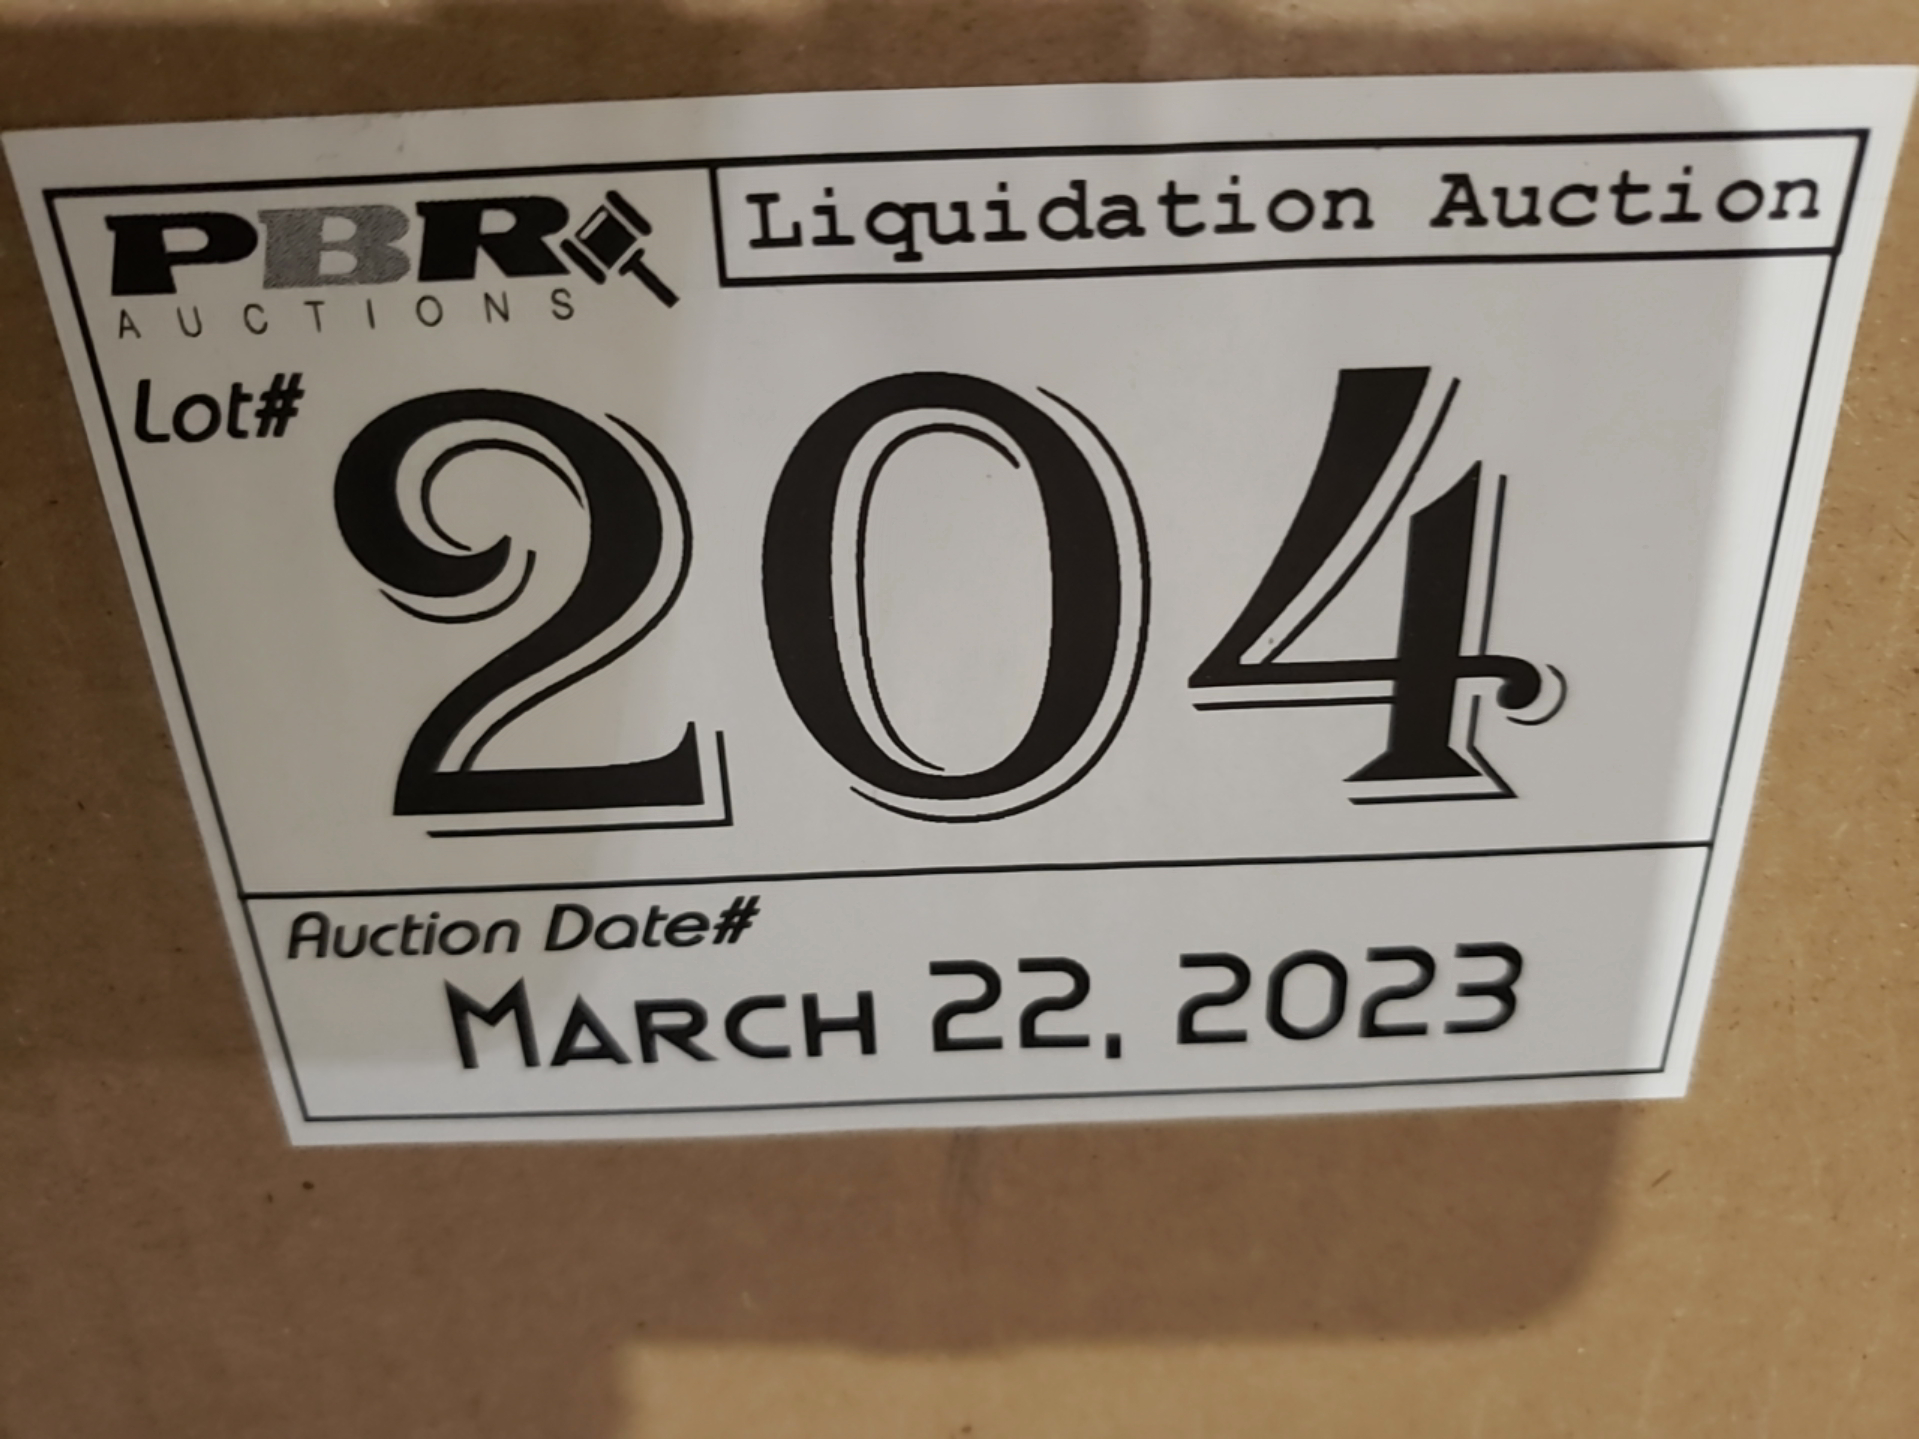 PBR
AUCTIONS
Liquidation Auction
Lot#
204
Auction Date#
MARCH 22, 2023